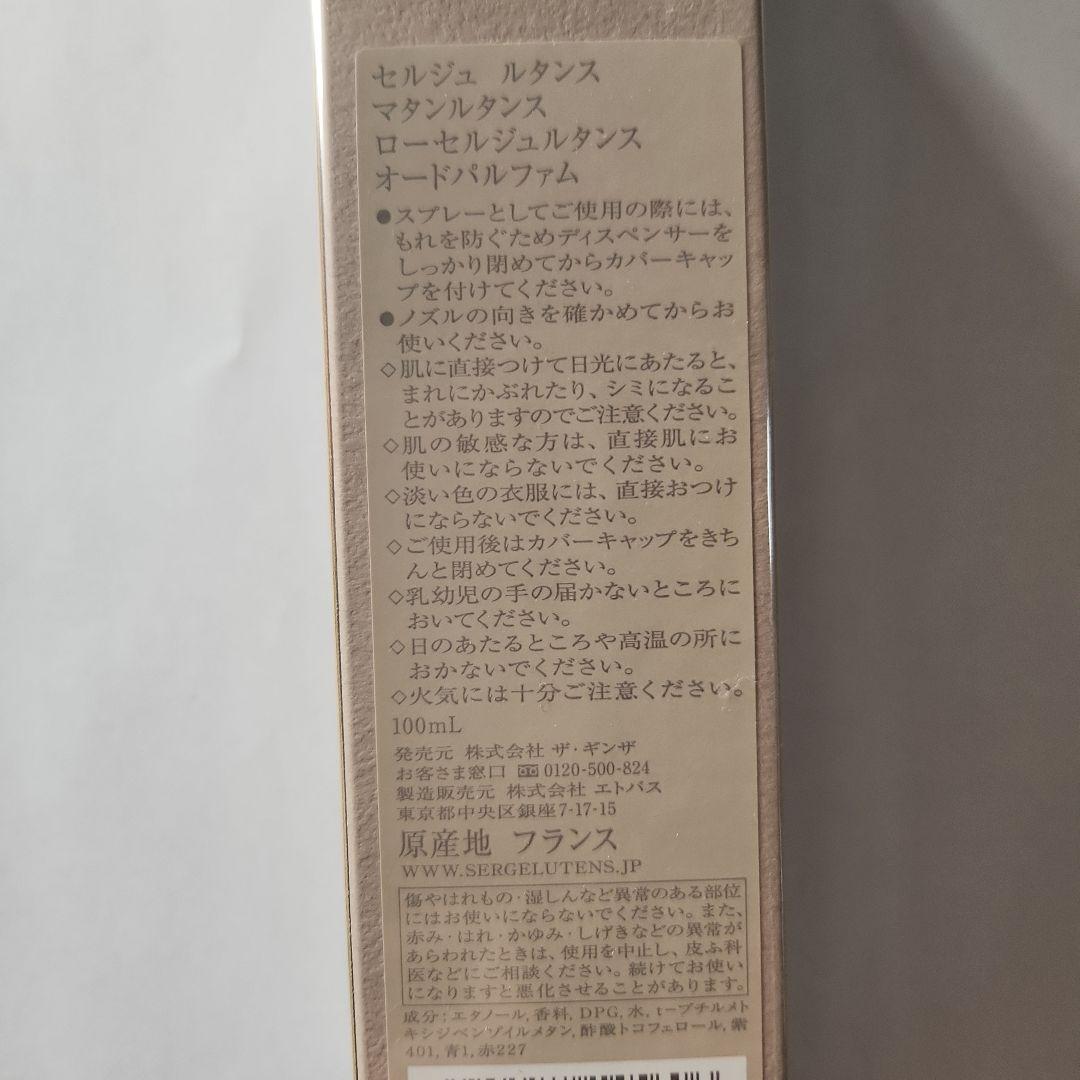 セルジュ ルタンス
マタンルタンス
ローセルジュルタンス
オードパルファム
●スプレーとしてご使用の際には、
もれを防ぐためディスペンサーを
しっかり閉めてからカバーキャッ
プを付けてください。
●ノズルの向きを確かめてからお
使いください。
◇肌に直接つけて日光にあたると、
まれにかぶれたり、シミになるこ
とがありますのでご注意ください。
◇肌の敏感な方は、直接肌にお
使いにならないでください。
◇淡い色の衣服には、直接おつけ
にならないでください。
◇ご使用後はカバーキャップをきち
んと閉めてください。
◇乳幼児の手の届かないところに
おいてください。
◇日のあたるところや高温の所に
おかないでください。
◇火気には十分ご注意ください。
100mL
発売元 株式会社 ザ・ギンザ
お客さま窓口 0120-500-824
製造販売元 株式会社 エトバス
東京都中央区銀座7-17-15
原産地 フランス
WWW.SERGELUTENS.JP
傷やはれもの・湿しんなど異常のある部位
にはお使いにならないでください。また、
赤み・はれ・かゆみ・しげきなどの異常が
あらわれたときは、使用を中止し、皮ふ科
医などにご相談ください。続けてお使い
になりますと悪化させることがあります。
成分:エタノール,香料,DPG,水,t-ブチルメト
キシジベンゾイルメタン,酢酸トコフェロール,紫
401,青1,赤227